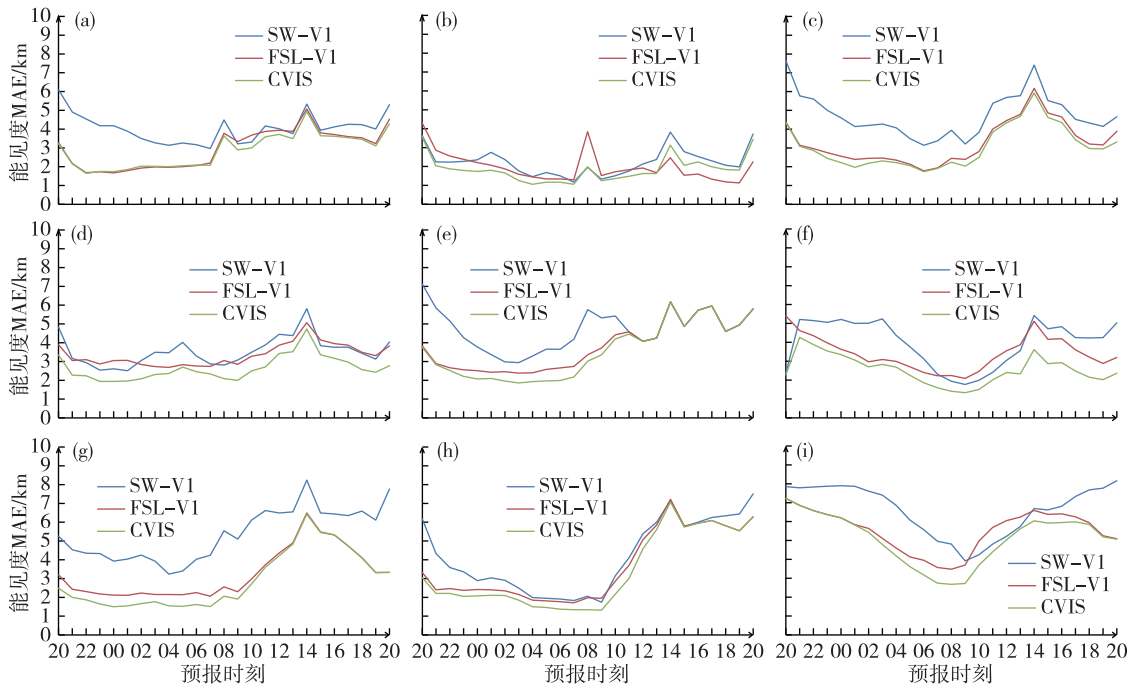 (a) (b) (c)
能见度MAE/km
10 9 8 7 6 5 4 3 2 1 0
SW-V1
FSL-V1
CVIS
SW-V1
FSL-V1
CVIS
SW-V1
FSL-V1
CVIS
(d) (e) (f)
能见度MAE/km
10 9 8 7 6 5 4 3 2 1 0
SW-V1
FSL-V1
CVIS
SW-V1
FSL-V1
CVIS
SW-V1
FSL-V1
CVIS
(g) (h) (i)
能见度MAE/km
10 9 8 7 6 5 4 3 2 1 0
SW-V1
FSL-V1
CVIS
SW-V1
FSL-V1
CVIS
SW-V1
FSL-V1
CVIS
20 22 00 02 04 06 08 10 12 14 16 18 20 22 00 02 04 06 08 10 12 14 16 18 20 22 00 02 04 06 08 10 12 14 16 18 20
预报时刻 预报时刻 预报时刻